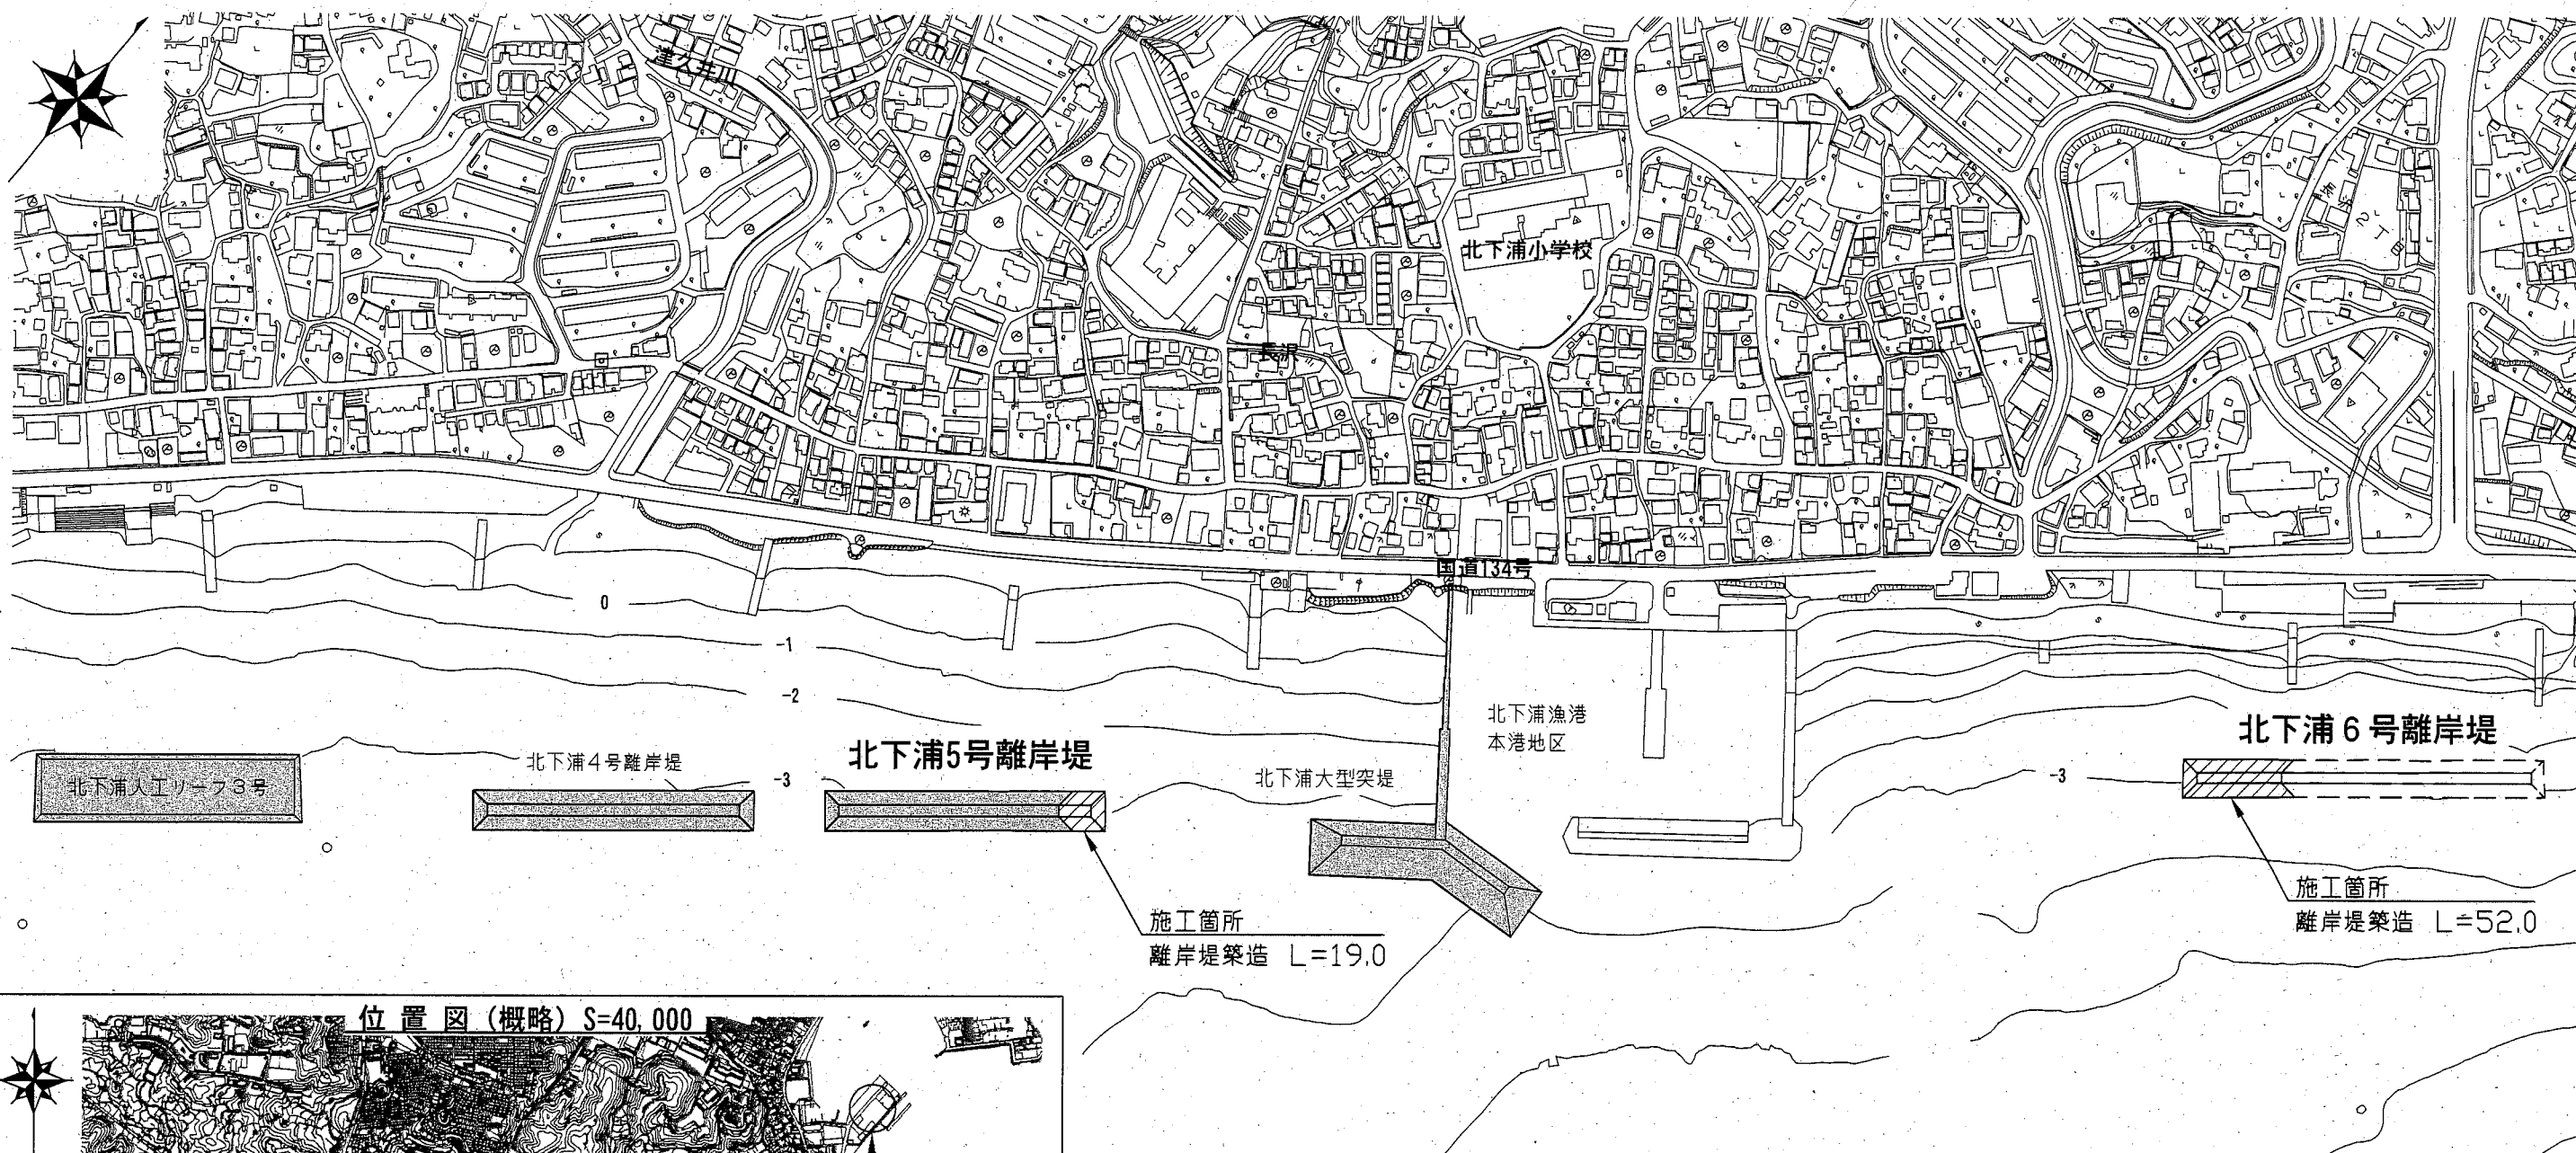 津久井川
北下浦小学校
長沢
国道134号
0
-1
-2
-3
北下浦漁港
本港地区
北下浦人工リーフ3号
北下浦4号離岸堤
北下浦5号離岸堤
北下浦大型突堤
北下浦6号離岸堤
-3
施工箇所
離岸堤築造 L=19.0
施工箇所
離岸堤築造 L=52.0
位置図(概略) S=40,000